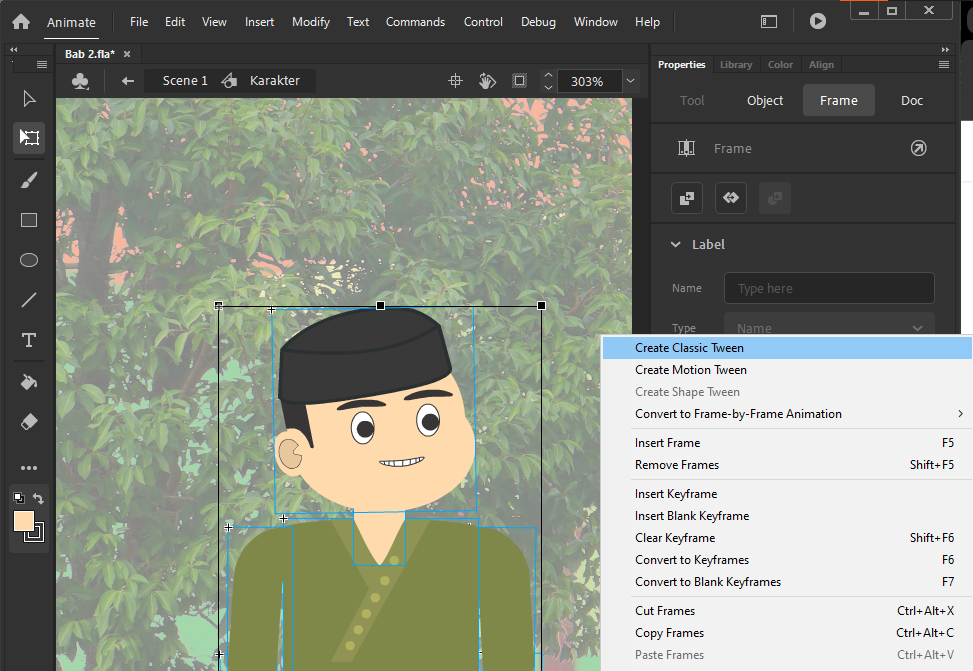 Animate File Edit View Insert Modify Text Commands Control Debug Window Help
Bab 2.fla*
Scene 1 Karakter 303%
Properties Library Color Align
Tool Object Frame Doc
Frame
Label
Name Type here
Type Name
Create Classic Tween
Create Motion Tween
Create Shape Tween
Convert to Frame-by-Frame Animation
Insert Frame F5
Remove Frames Shift+F5
Insert Keyframe
Insert Blank Keyframe
Clear Keyframe Shift+F6
Convert to Keyframes F6
Convert to Blank Keyframes F7
Cut Frames Ctrl+Alt+X
Copy Frames Ctrl+Alt+C
Paste Frames Ctrl+Alt+V